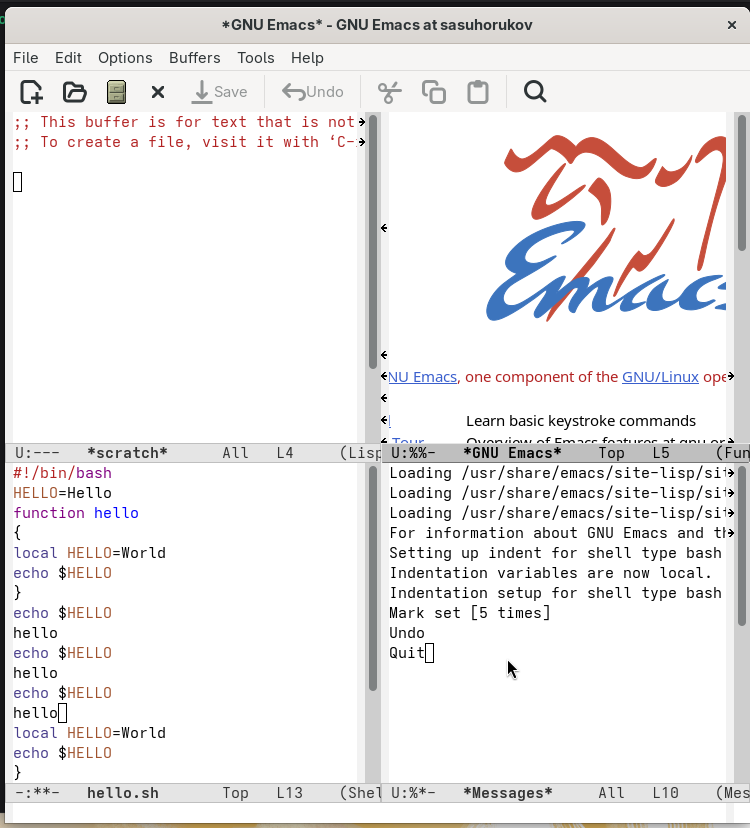 *GNU Emacs* - GNU Emacs at sasuhorukov
File Edit Options Buffers Tools Help
Save Undo
;; This buffer is for text that is not
;; To create a file, visit it with ‘C-
U:--- *scratch* All L4 (Lisp
Emacs
NU Emacs, one component of the GNU/Linux ope
Learn basic keystroke commands
Tour Overview of Emacs features at gnu.or
U:%%- *GNU Emacs* Top L5 (Fun
#!/bin/bash
HELLO=Hello
function hello
{
local HELLO=World
echo $HELLO
}
echo $HELLO
hello
echo $HELLO
hello
echo $HELLO
hello
local HELLO=World
echo $HELLO
}
-:**- hello.sh Top L13 (Shel
Loading /usr/share/emacs/site-lisp/sit
Loading /usr/share/emacs/site-lisp/sit
Loading /usr/share/emacs/site-lisp/sit
For information about GNU Emacs and th
Setting up indent for shell type bash
Indentation variables are now local.
Indentation setup for shell type bash
Mark set [5 times]
Undo
Quit
U:%*- *Messages* All L10 (Mes